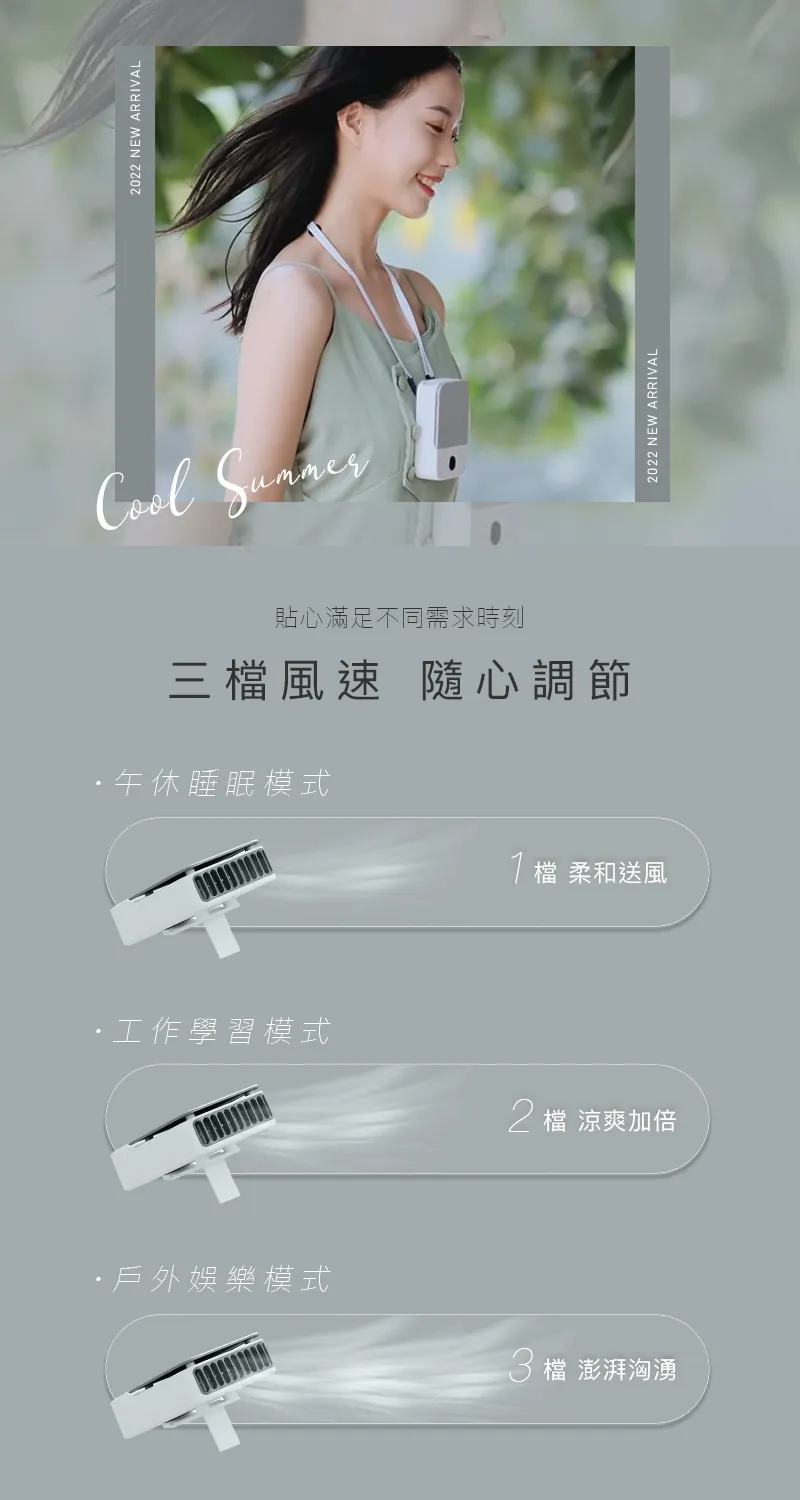 2022 NEW ARRIVAL
2022 NEW ARRIVAL
Cool Summer
貼心滿足不同需求時刻
三檔風速 隨心調節
·午休睡眠模式
1檔 柔和送風
·工作學習模式
2檔 涼爽加倍
·戶外娛樂模式
3檔 澎湃洶湧